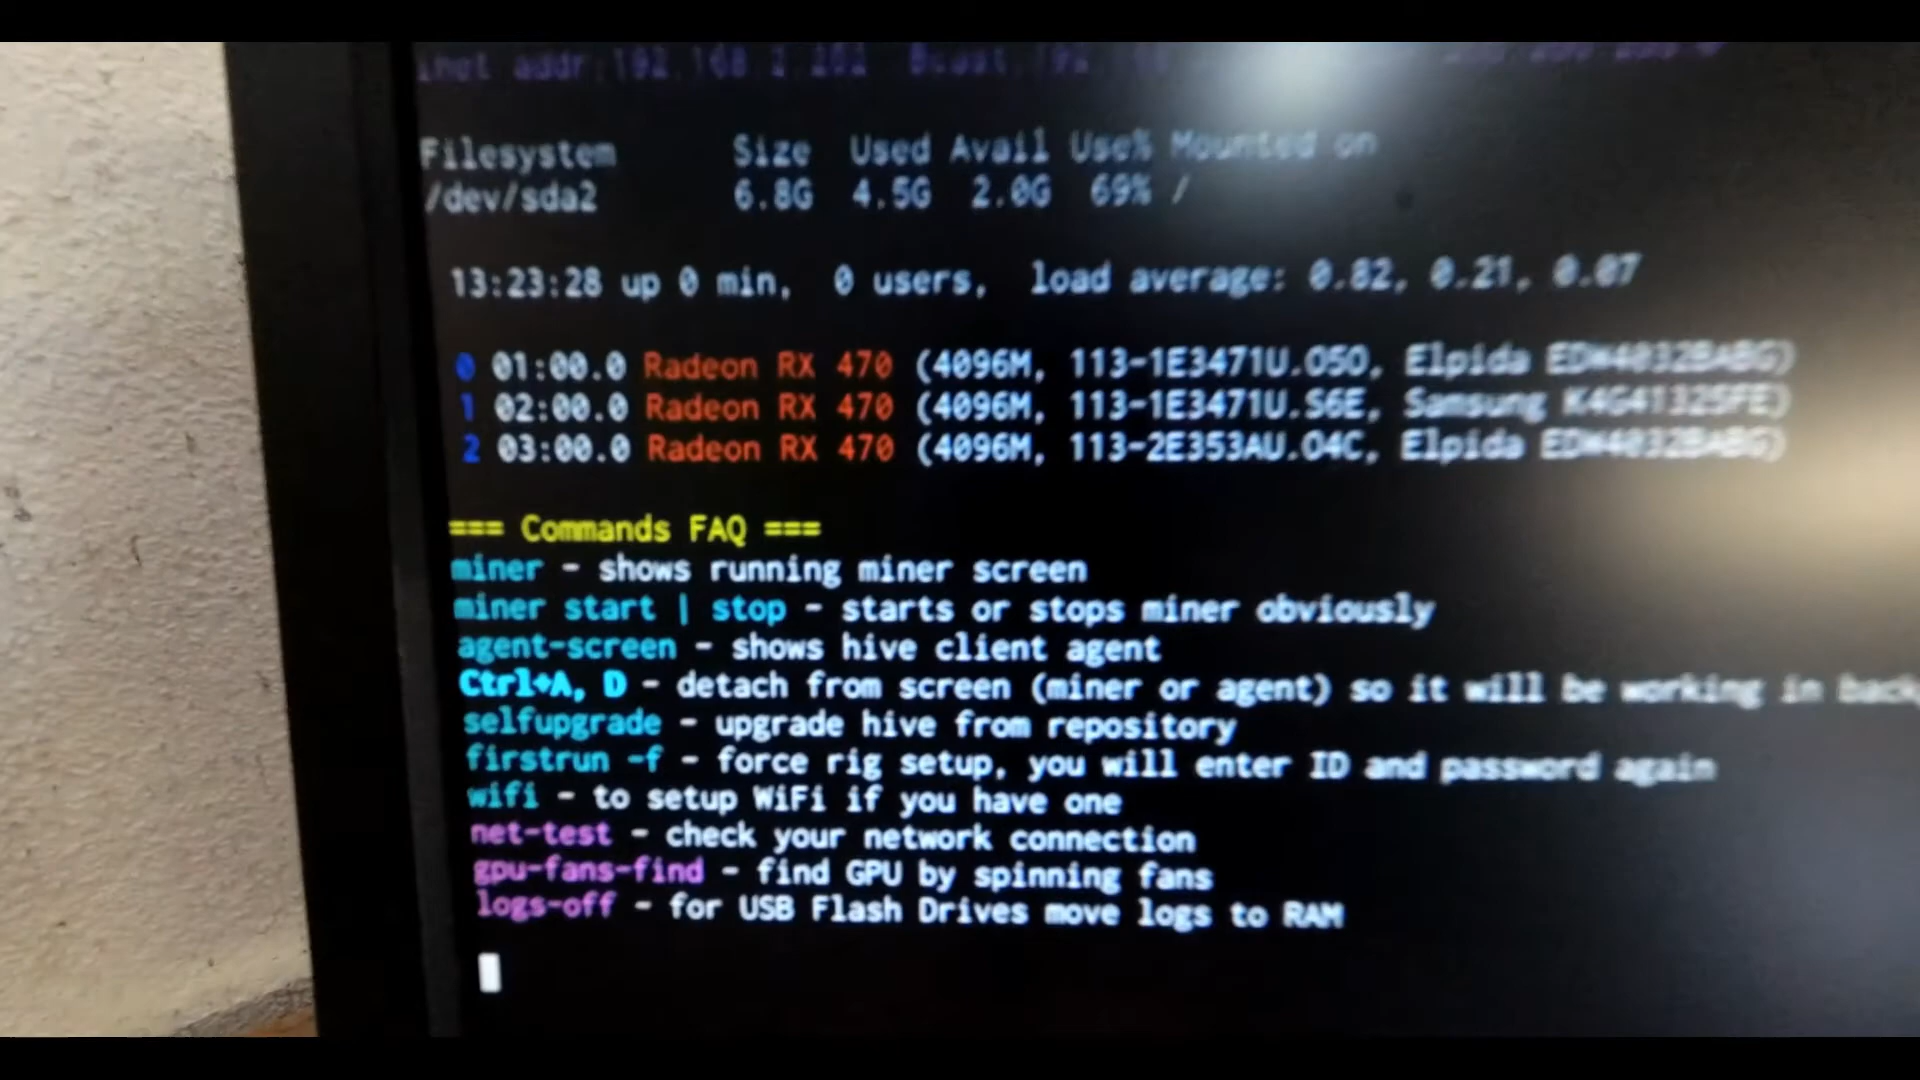 inet addr:192.168.2.202
Filesystem Size Used Avail Use% Mounted on
/dev/sda2 6.8G 4.5G 2.0G 69% /
13:23:28 up 0 min, 0 users, load average: 0.82, 0.21, 0.07
0 01:00.0 Radeon RX 470 (4096M, 113-1E3471U.O5O, Elpida EDW4032BABG)
1 02:00.0 Radeon RX 470 (4096M, 113-1E3471U.S6E, Samsung K4G41325FE)
2 03:00.0 Radeon RX 470 (4096M, 113-2E353AU.O4C, Elpida EDW4032BABG)
=== Commands FAQ ===
miner - shows running miner screen
miner start | stop - starts or stops miner obviously
agent-screen - shows hive client agent
Ctrl+A, D - detach from screen (miner or agent) so it will be working in back
selfupgrade - upgrade hive from repository
firstrun -f - force rig setup, you will enter ID and password again
wifi - to setup WiFi if you have one
net-test - check your network connection
gpu-fans-find - find GPU by spinning fans
logs-off - for USB Flash Drives move logs to RAM